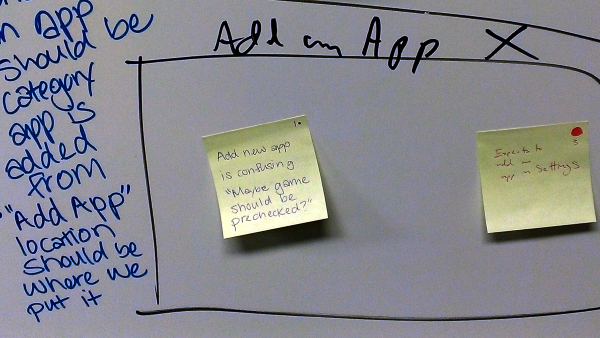 an app
should be
category
app is
added
from
"Add App"
location
should be
where we
put it
Add an App X
1.
Add new app
is confusing
"Maybe game
should be
prechecked?"
3
Expects to
add an
app in Settings